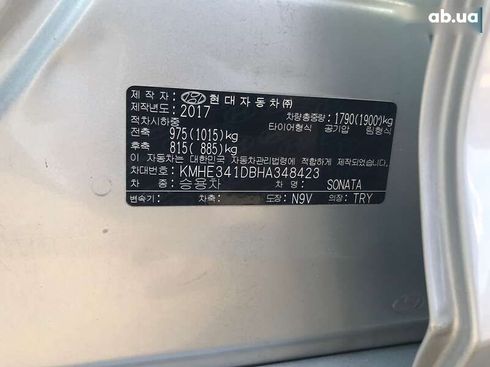 ab.ua
제 작 자: 현대자동차㈜
제작년도: 2017 차량총중량: 1790(1900)kg
적차시하중 타이어형식 공기압 림형식
전축 975(1015)kg
후축 815( 885)kg
이 자동차는 대한민국 자동차관리법령에 적합하게 제작되었음.
차대번호: KMHE341DBHA348423
차 종: 승용차 차 명: SONATA
변속기: 차축: 도장: N9V 의장: TRY